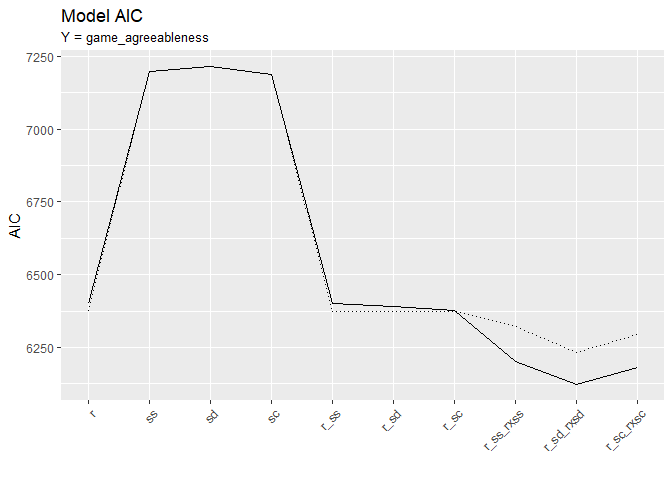 Model AIC
Y = game_agreeableness
7250
7000
6750
6500
6250
AIC
r
ss
sd
sc
r_ss
r_sd
r_sc
r_ss_rxss
r_sd_rxsd
r_sc_rxsc